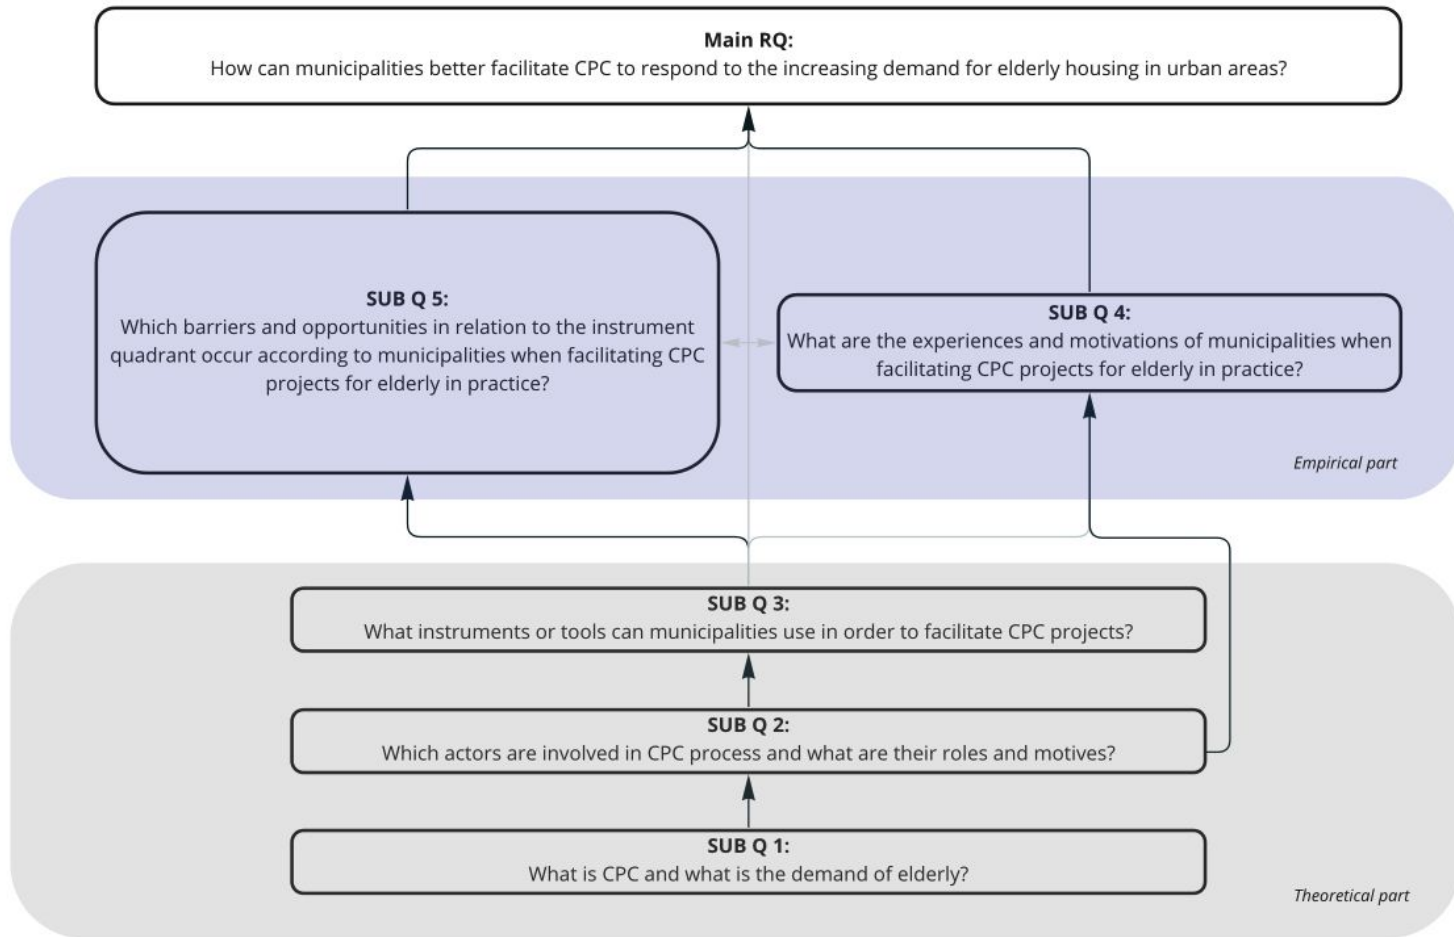 Main RQ:
How can municipalities better facilitate CPC to respond to the increasing demand for elderly housing in urban areas?
SUB Q 5:
Which barriers and opportunities in relation to the instrument
quadrant occur according to municipalities when facilitating CPC
projects for elderly in practice?
SUB Q 4:
What are the experiences and motivations of municipalities when
facilitating CPC projects for elderly in practice?
Empirical part
SUB Q 3:
What instruments or tools can municipalities use in order to facilitate CPC projects?
SUB Q 2:
Which actors are involved in CPC process and what are their roles and motives?
SUB Q 1:
What is CPC and what is the demand of elderly?
Theoretical part